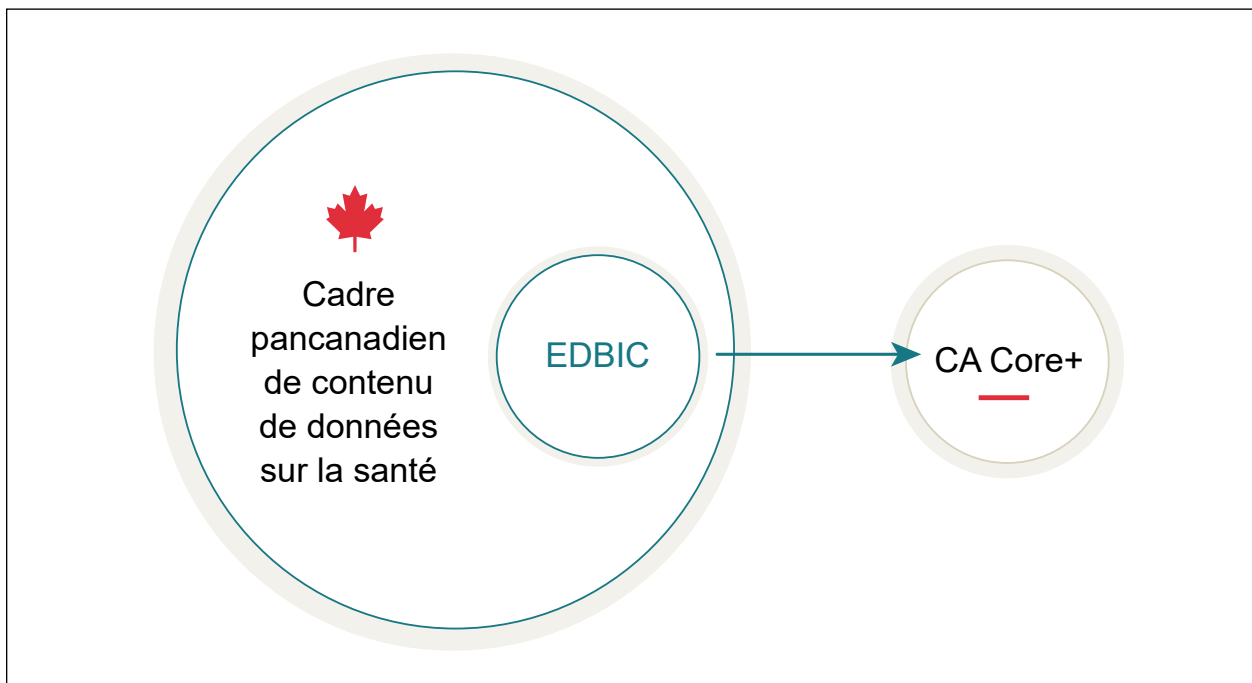 Cadre
pancanadien
de contenu
de données
sur la santé
EDBIC
CA Core+